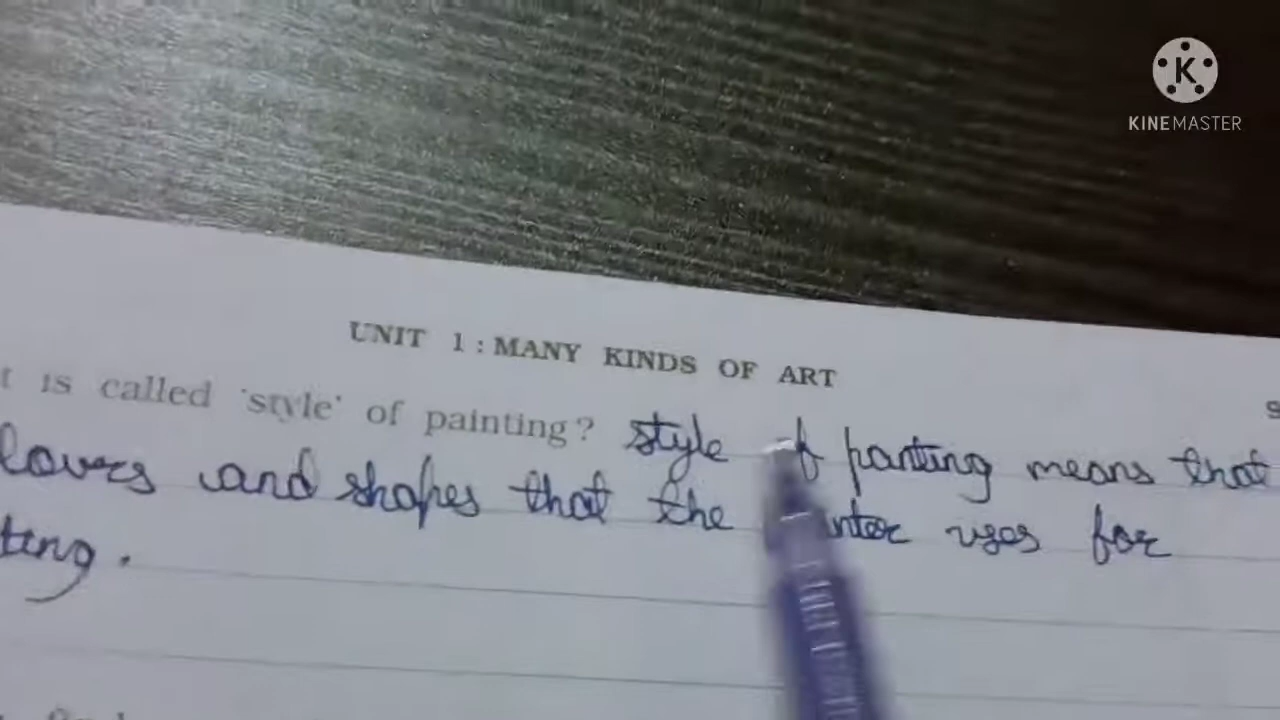 KINEMASTER
UNIT 1 : MANY KINDS OF ART
is called 'style' of painting? style of panting means that
and shapes that the uses for